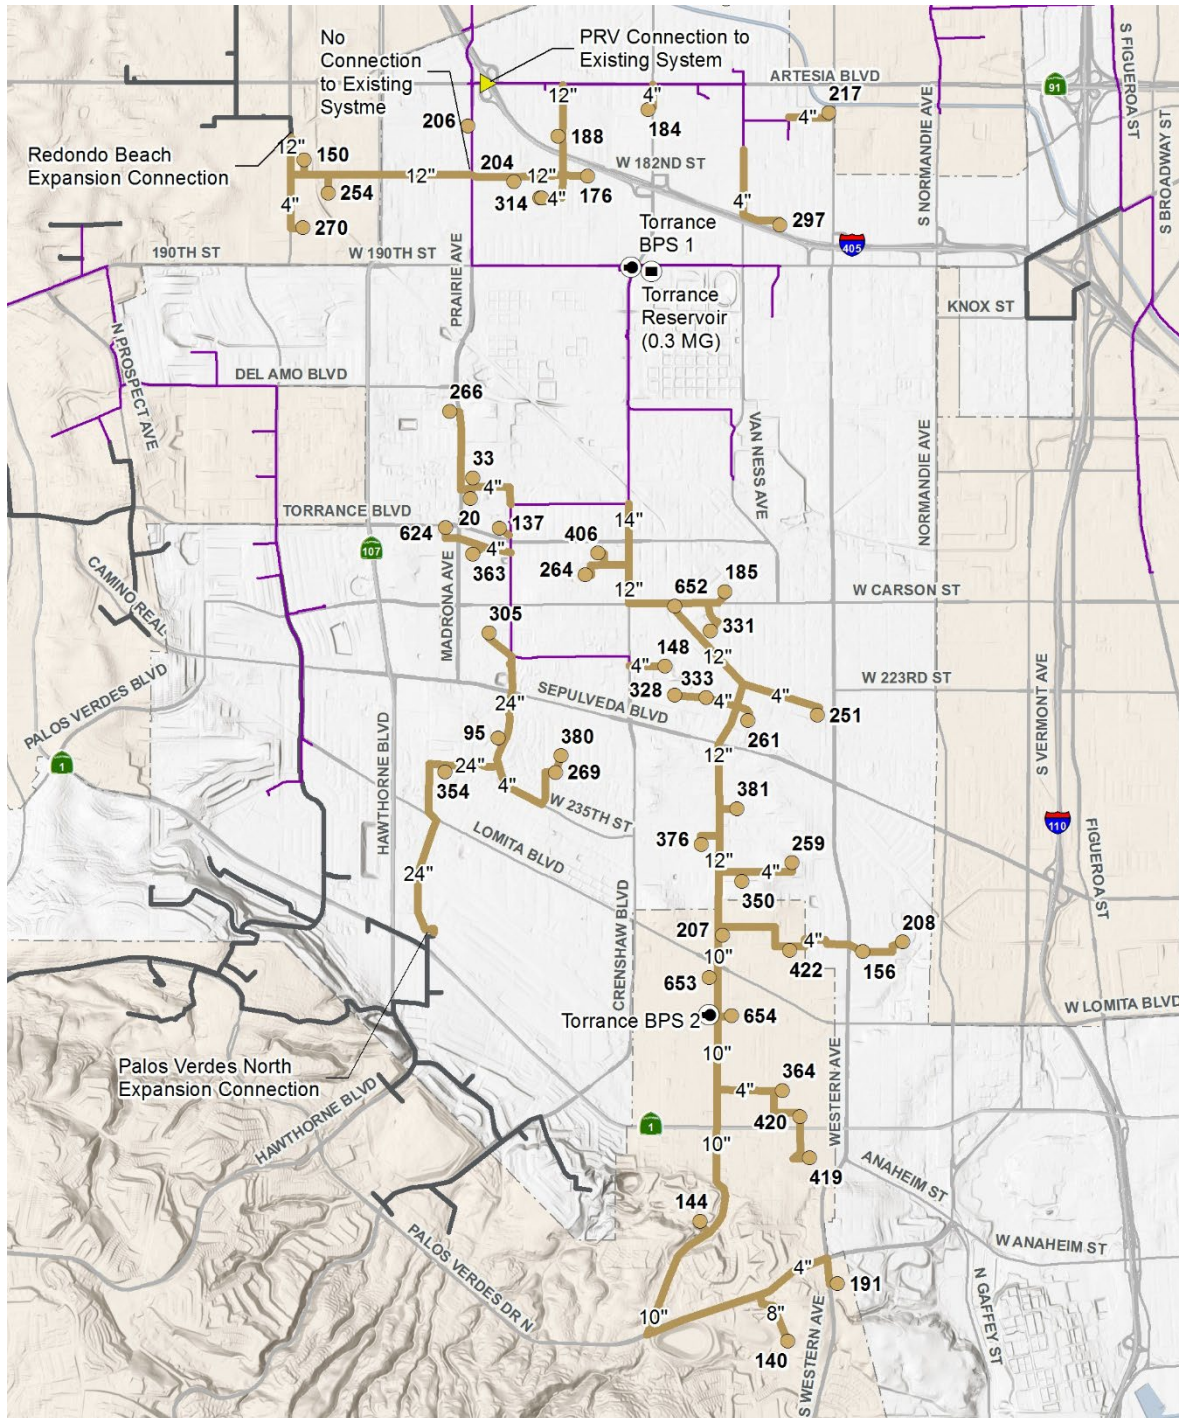 No
Connection
to Existing
Systme
PRV Connection to
Existing System
ARTESIA BLVD
91
S FIGUEROA ST
S BROADWAY ST
12"
4"
217
4"
184
206
188
S NORMANDIE AVE
Redondo Beach
Expansion Connection
12"
150
W 182ND ST
204
12"
12"
254
314
4"
176
4"
270
4"
297
Torrance
BPS 1
405
190TH ST
W 190TH ST
PRAIRIE AVE
Torrance
Reservoir
(0.3 MG)
KNOX ST
N PROSPECT AVE
DEL AMO BLVD
266
VAN NESS AVE
NORMANDIE AVE
33
4"
TORRANCE BLVD
20
137
14"
624
107
4"
363
406
264
12"
MADRONA AVE
CAMINO REAL
652
185
W CARSON ST
305
331
148
12"
4"
PALOS VERDES BLVD
328
333
4"
4"
W 223RD ST
251
24"
SEPULVEDA BLVD
261
S VERMONT AVE
1
95
380
12"
HAWTHORNE BLVD
24"
354
4"
269
W 235TH ST
381
110
FIGUEROA ST
LOMITA BLVD
376
12"
259
4"
350
24"
CRENSHAW BLVD
207
4"
208
422
156
10"
653
W LOMITA BLVD
Torrance BPS 2
654
Palos Verdes North
Expansion Connection
10"
364
4"
HAWTHORNE BLVD
1
420
WESTERN AVE
10"
419
ANAHEIM ST
144
W ANAHEIM ST
PALOS VERDES DR N
4"
191
N GAFFEY ST
10"
8"
140
S WESTERN AVE